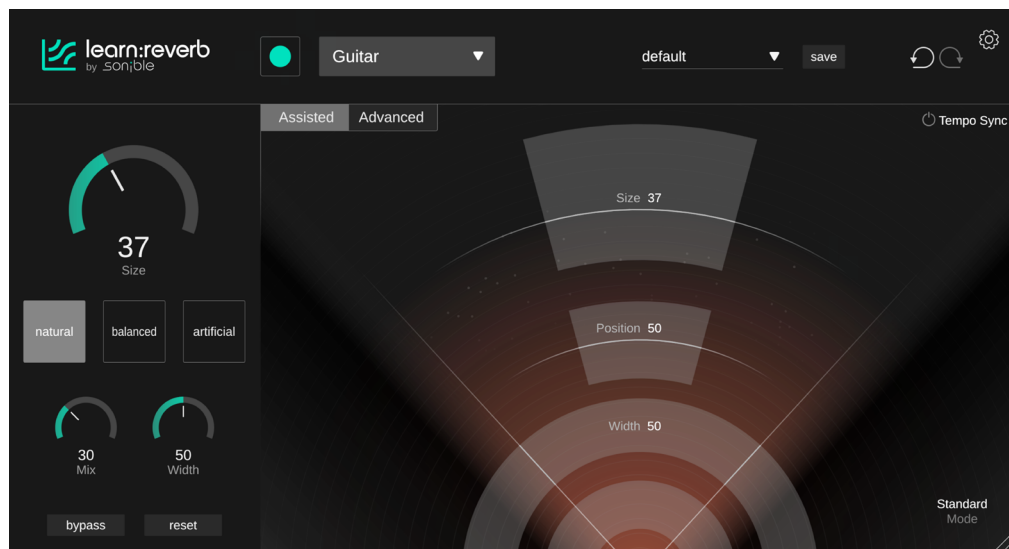 learn:reverb
by sonible
Guitar
default
save
Assisted
Advanced
Tempo Sync
37
Size
Size 37
natural
balanced
artificial
Position 50
Width 50
30
Mix
50
Width
bypass
reset
Standard
Mode